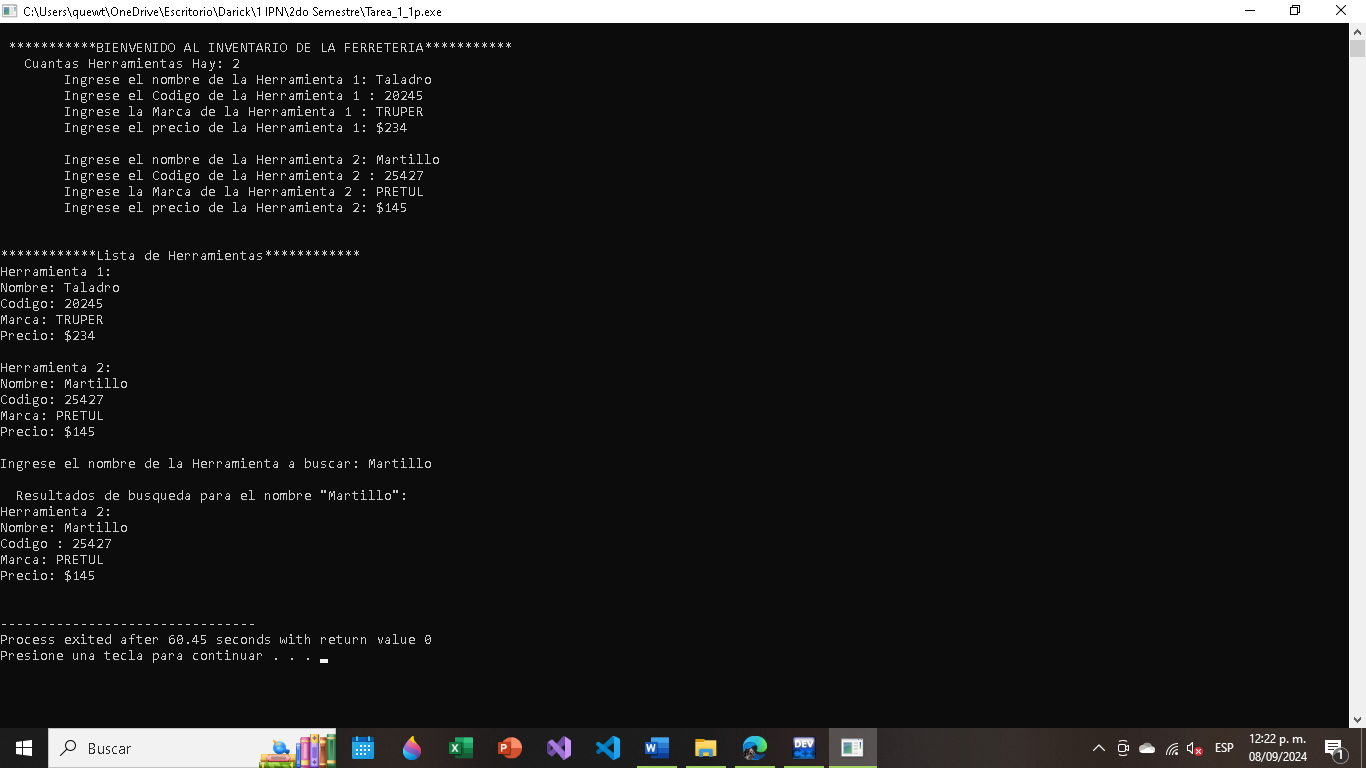 C:\Users\quewt\OneDrive\Escritorio\Darick\1 IPN\2do Semestre\Tarea_1_1p.exe
***********BIENVENIDO AL INVENTARIO DE LA FERRETERIA***********
Cuantas Herramientas Hay: 2
Ingrese el nombre de la Herramienta 1: Taladro
Ingrese el Codigo de la Herramienta 1 : 20245
Ingrese la Marca de la Herramienta 1 : TRUPER
Ingrese el precio de la Herramienta 1: $234
Ingrese el nombre de la Herramienta 2: Martillo
Ingrese el Codigo de la Herramienta 2 : 25427
Ingrese la Marca de la Herramienta 2 : PRETUL
Ingrese el precio de la Herramienta 2: $145
************Lista de Herramientas************
Herramienta 1:
Nombre: Taladro
Codigo: 20245
Marca: TRUPER
Precio: $234
Herramienta 2:
Nombre: Martillo
Codigo: 25427
Marca: PRETUL
Precio: $145
Ingrese el nombre de la Herramienta a buscar: Martillo
Resultados de busqueda para el nombre "Martillo":
Herramienta 2:
Nombre: Martillo
Codigo : 25427
Marca: PRETUL
Precio: $145
--------------------------------
Process exited after 60.45 seconds with return value 0
Presione una tecla para continuar . . .
Buscar
DEV
ESP
12:22 p. m.
08/09/2024
1